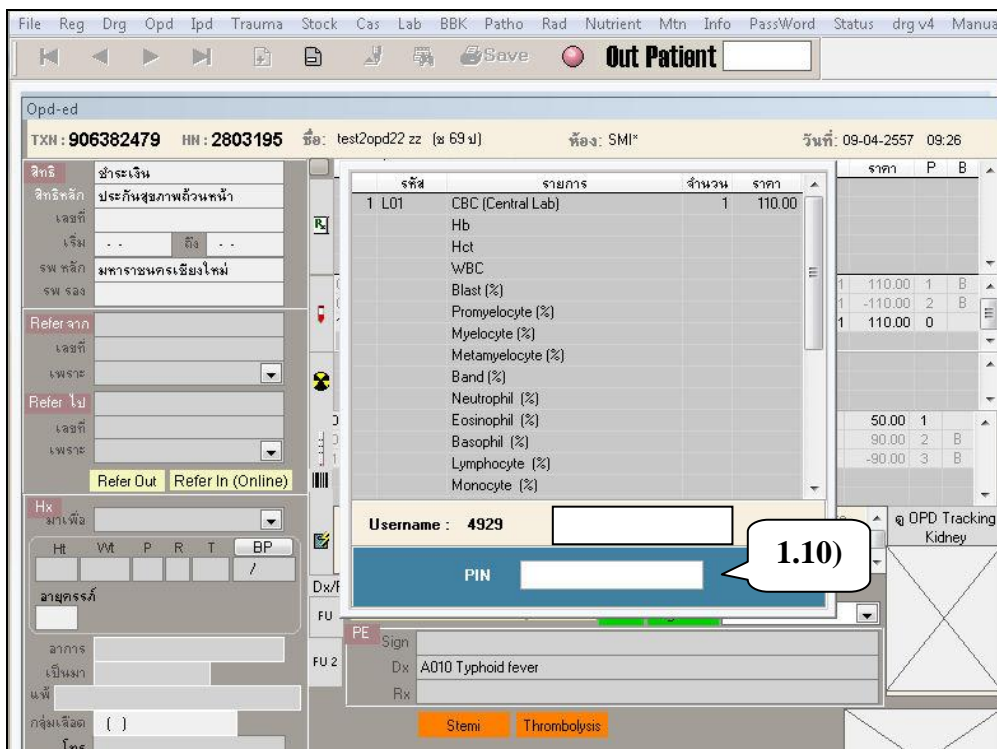 File Reg Drg Opd Ipd Trauma Stock Cas Lab BBK Patho Rad Nutrient Mtn Info PassWord Status drg v4 Manua
Save Out Patient
Opd-ed
TXN : 906382479 HN : 2803195 ชื่อ: test2opd22 zz (ช 69 ป) ห้อง: SMI* วันที่: 09-04-2557 09:26
สิทธิ ชำระเงิน
สิทธิหลัก ประกันสุขภาพถ้วนหน้า
เลขที่
เริ่ม - - ถึง - -
รพ หลัก มหาราชนครเชียงใหม่
รพ รอง
Refer จาก
เลขที่
เพราะ
Refer ไป
เลขที่
เพราะ
Refer Out Refer In (Online)
Hx
มาเพื่อ
Ht Wt P R T BP
/
อายุครรภ์
อาการ
เป็นมา
แพ้
กลุ่มเลือด ( )
โทร
ราคา P B
1 110.00 1 B
1 -110.00 2 B
1 110.00 0
50.00 1
90.00 2 B
-90.00 3 B
รหัส รายการ จำนวน ราคา
1 L01 CBC (Central Lab) 1 110.00
Hb
Hct
WBC
Blast (%)
Promyelocyte (%)
Myelocyte (%)
Metamyelocyte (%)
Band (%)
Neutrophil (%)
Eosinophil (%)
Basophil (%)
Lymphocyte (%)
Monocyte (%)
Username : 4929
PIN
1.10)
ดู OPD Tracking
Kidney
Dx/
FU
FU 2
PE
Sign
Dx A010 Typhoid fever
Rx
Stemi Thrombolysis